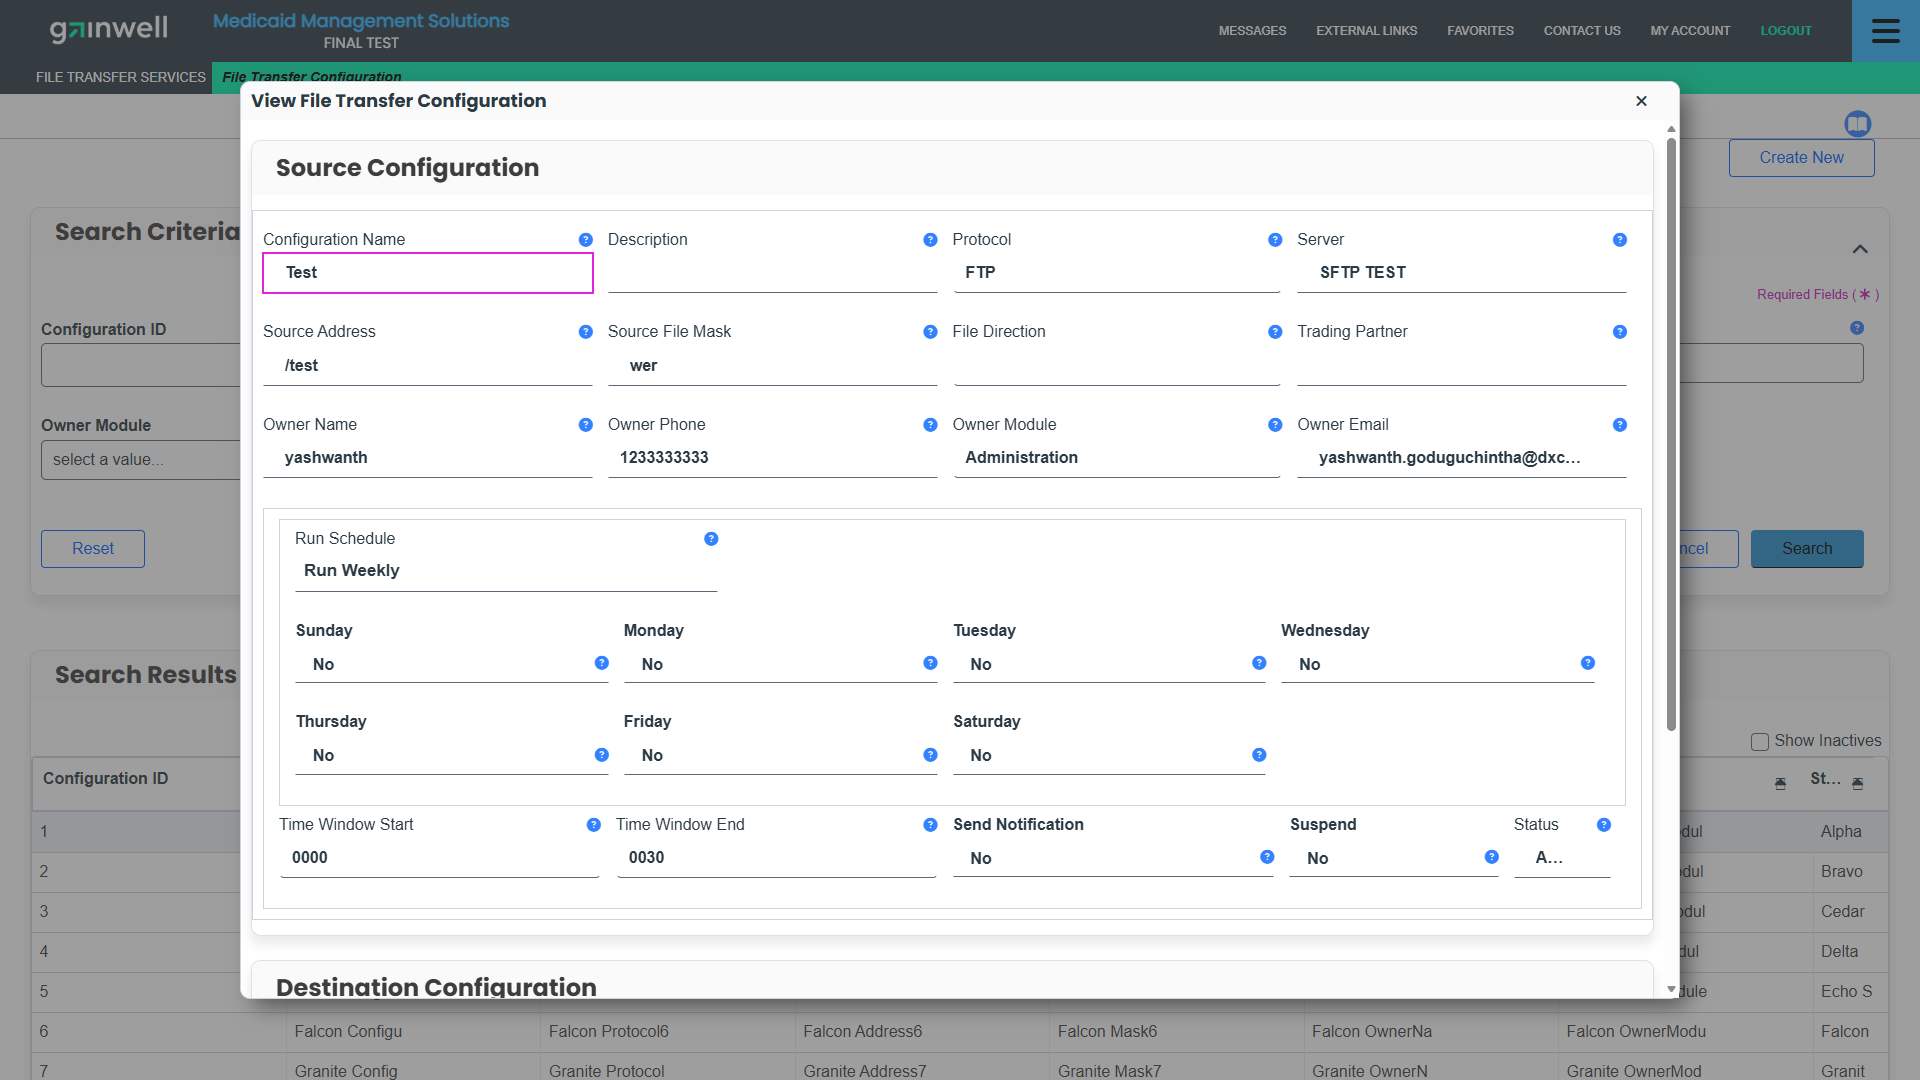 gainwell
Medicaid Management Solutions
FINAL TEST
MESSAGES EXTERNAL LINKS FAVORITES CONTACT US MY ACCOUNT LOGOUT
FILE TRANSFER SERVICES File Transfer Configuration
View File Transfer Configuration
Create New
Source Configuration
Search Criteria
Required Fields ( * )
Configuration Name Description Protocol Server
Test FTP SFTP TEST
Configuration ID
Source Address Source File Mask File Direction Trading Partner
/test wer
Owner Module
select a value...
Owner Name Owner Phone Owner Module Owner Email
yashwanth 1233333333 Administration yashwanth.goduguchintha@dxc...
Reset ncel Search
Run Schedule
Run Weekly
Sunday Monday Tuesday Wednesday
No No No No
Thursday Friday Saturday
No No No
Search Results
Show Inactives
Time Window Start Time Window End Send Notification Suspend Status
0000 0030 No No A...
Configuration ID St...
1 dul Alpha
2 odul Bravo
3 odul Cedar
4 dul Delta
5 dule Echo S
Destination Configuration
6 Falcon Configu Falcon Protocol6 Falcon Address6 Falcon Mask6 Falcon OwnerNa Falcon OwnerModu Falcon
7 Granite Config Granite Protocol Granite Address7 Granite Mask7 Granite OwnerN Granite OwnerMod Granit